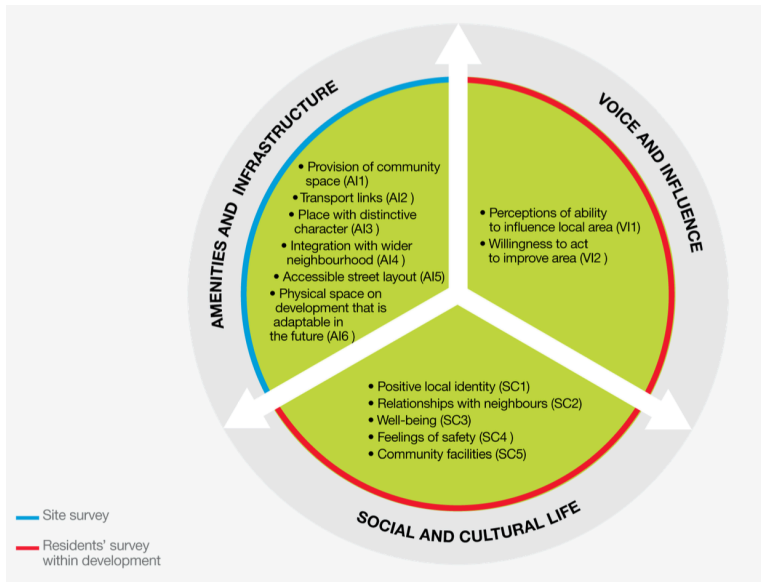 AMENITIES AND INFRASTRUCTURE
• Provision of community
space (AI1)
• Transport links (AI2 )
• Place with distinctive
character (AI3 )
• Integration with wider
neighbourhood (AI4 )
• Accessible street layout (AI5)
• Physical space on
development that is
adaptable in
the future (AI6 )
VOICE AND INFLUENCE
• Perceptions of ability
to influence local area (VI1)
• Willingness to act
to improve area (VI2 )
• Positive local identity (SC1)
• Relationships with neighbours (SC2)
• Well-being (SC3)
• Feelings of safety (SC4 )
• Community facilities (SC5)
SOCIAL AND CULTURAL LIFE
Site survey
Residents' survey
within development